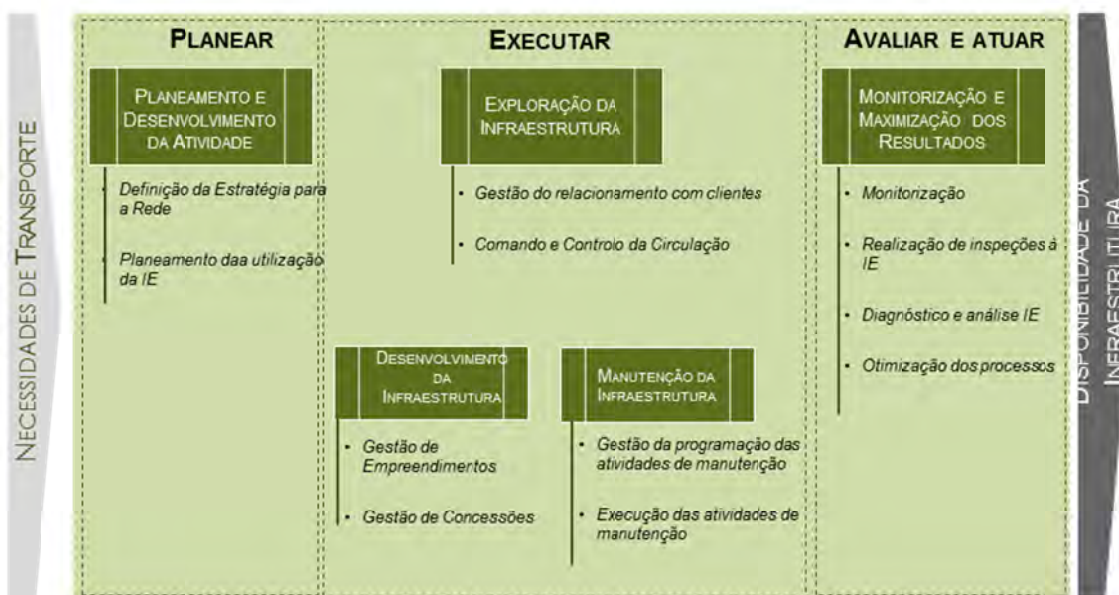 NECESSIDADES DE TRANSPORTE
PLANEAR
PLANEAMENTO E
DESENVOLVIMENTO
DA ATIVIDADE
• Definição da Estratégia para
a Rede
• Planeamento daa utilização
da IE
EXECUTAR
EXPLORAÇÃO DA
INFRAESTRUTURA
• Gestão do relacionamento com clientes
• Comando e Controlo da Circulação
DESENVOLVIMENTO
DA
INFRAESTRUTURA
• Gestão de
Empreendimentos
• Gestão de Concessões
MANUTENÇÃO DA
INFRAESTRUTURA
• Gestão da programação das
atividades de manutenção
• Execução das atividades de
manutenção
AVALIAR E ATUAR
MONITORIZAÇÃO E
MAXIMIZAÇÃO DOS
RESULTADOS
• Monitorização
• Realização de inspeções à
IE
• Diagnóstico e análise IE
• Otimização dos processos
DISPONIBILIDADE DA
INFRAESTRUTURA